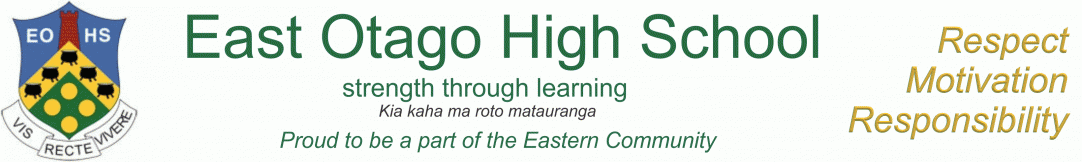 EO HS
VIS RECTE VIVERE
East Otago High School
strength through learning
Kia kaha ma roto matauranga
Proud to be a part of the Eastern Community
Respect
Motivation
Responsibility